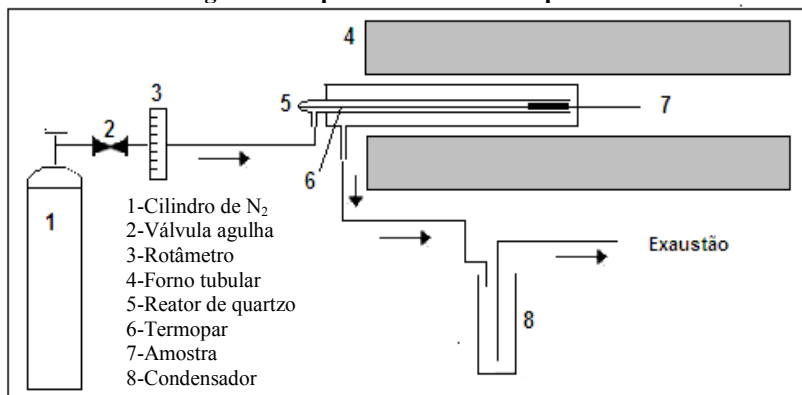 4
3
5
7
2
6
1
1-Cilindro de N₂
2-Válvula agulha
3-Rotâmetro
4-Forno tubular
5-Reator de quartzo
6-Termopar
7-Amostra
8-Condensador
Exaustão
8